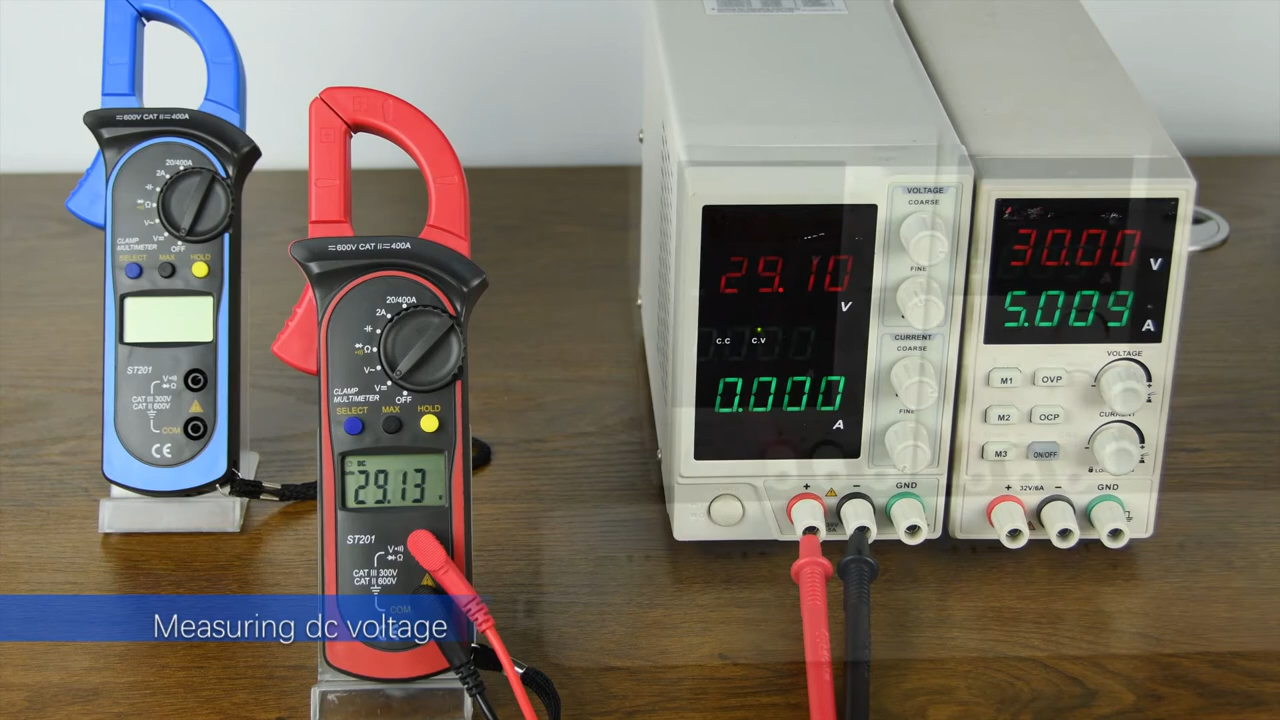 ⎓600V CAT II⎓400A
20/400A
2A
Ω
V~
V⎓
OFF
CLAMP
MULTIMETER
SELECT MAX HOLD
ST201
V
Ω
CAT III 300V
CAT II 600V
COM
CE
⎓600V CAT II⎓400A
20/400A
2A
Ω
V~
V⎓
OFF
CLAMP
MULTIMETER
SELECT MAX HOLD
DC
29.13
ST201
V
Ω
CAT III 300V
CAT II 600V
COM
Measuring dc voltage
VOLTAGE
COARSE
29.10
V
FINE
C.C C.V
CURRENT
COARSE
0.000
A
FINE
+ − GND
30.00 V
5.009 A
VOLTAGE
M1 OVP
M2 OCP
CURRENT
M3 ON/OFF
+ 32V/6A − GND